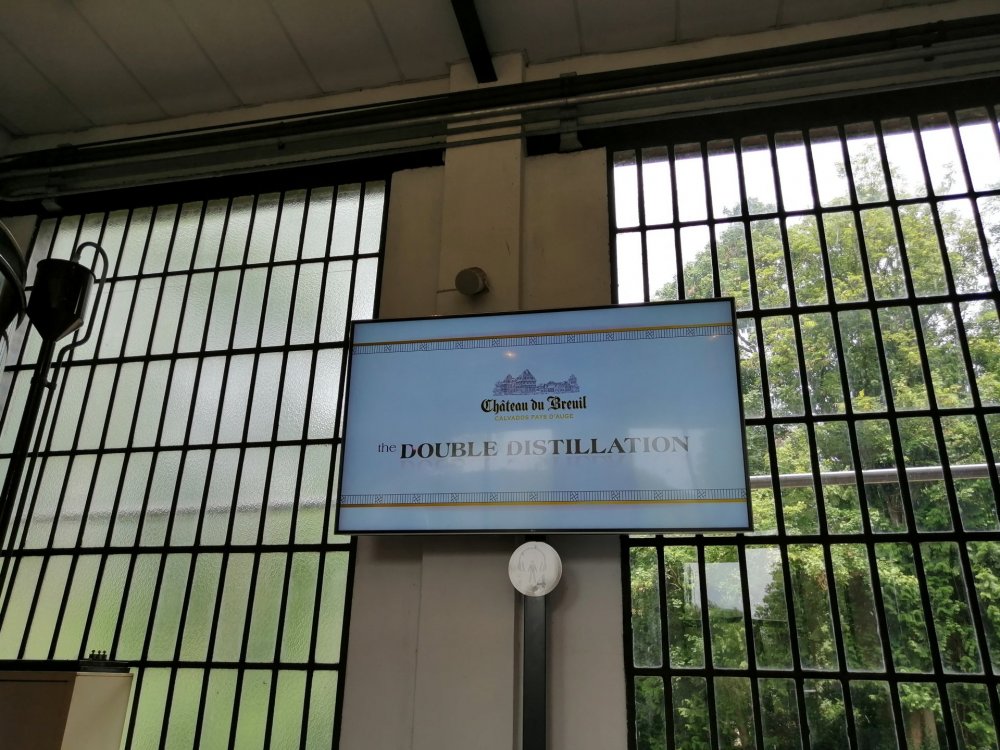 Château du Breuil
CALVADOS PAYS D'AUGE
the DOUBLE DISTILLATION